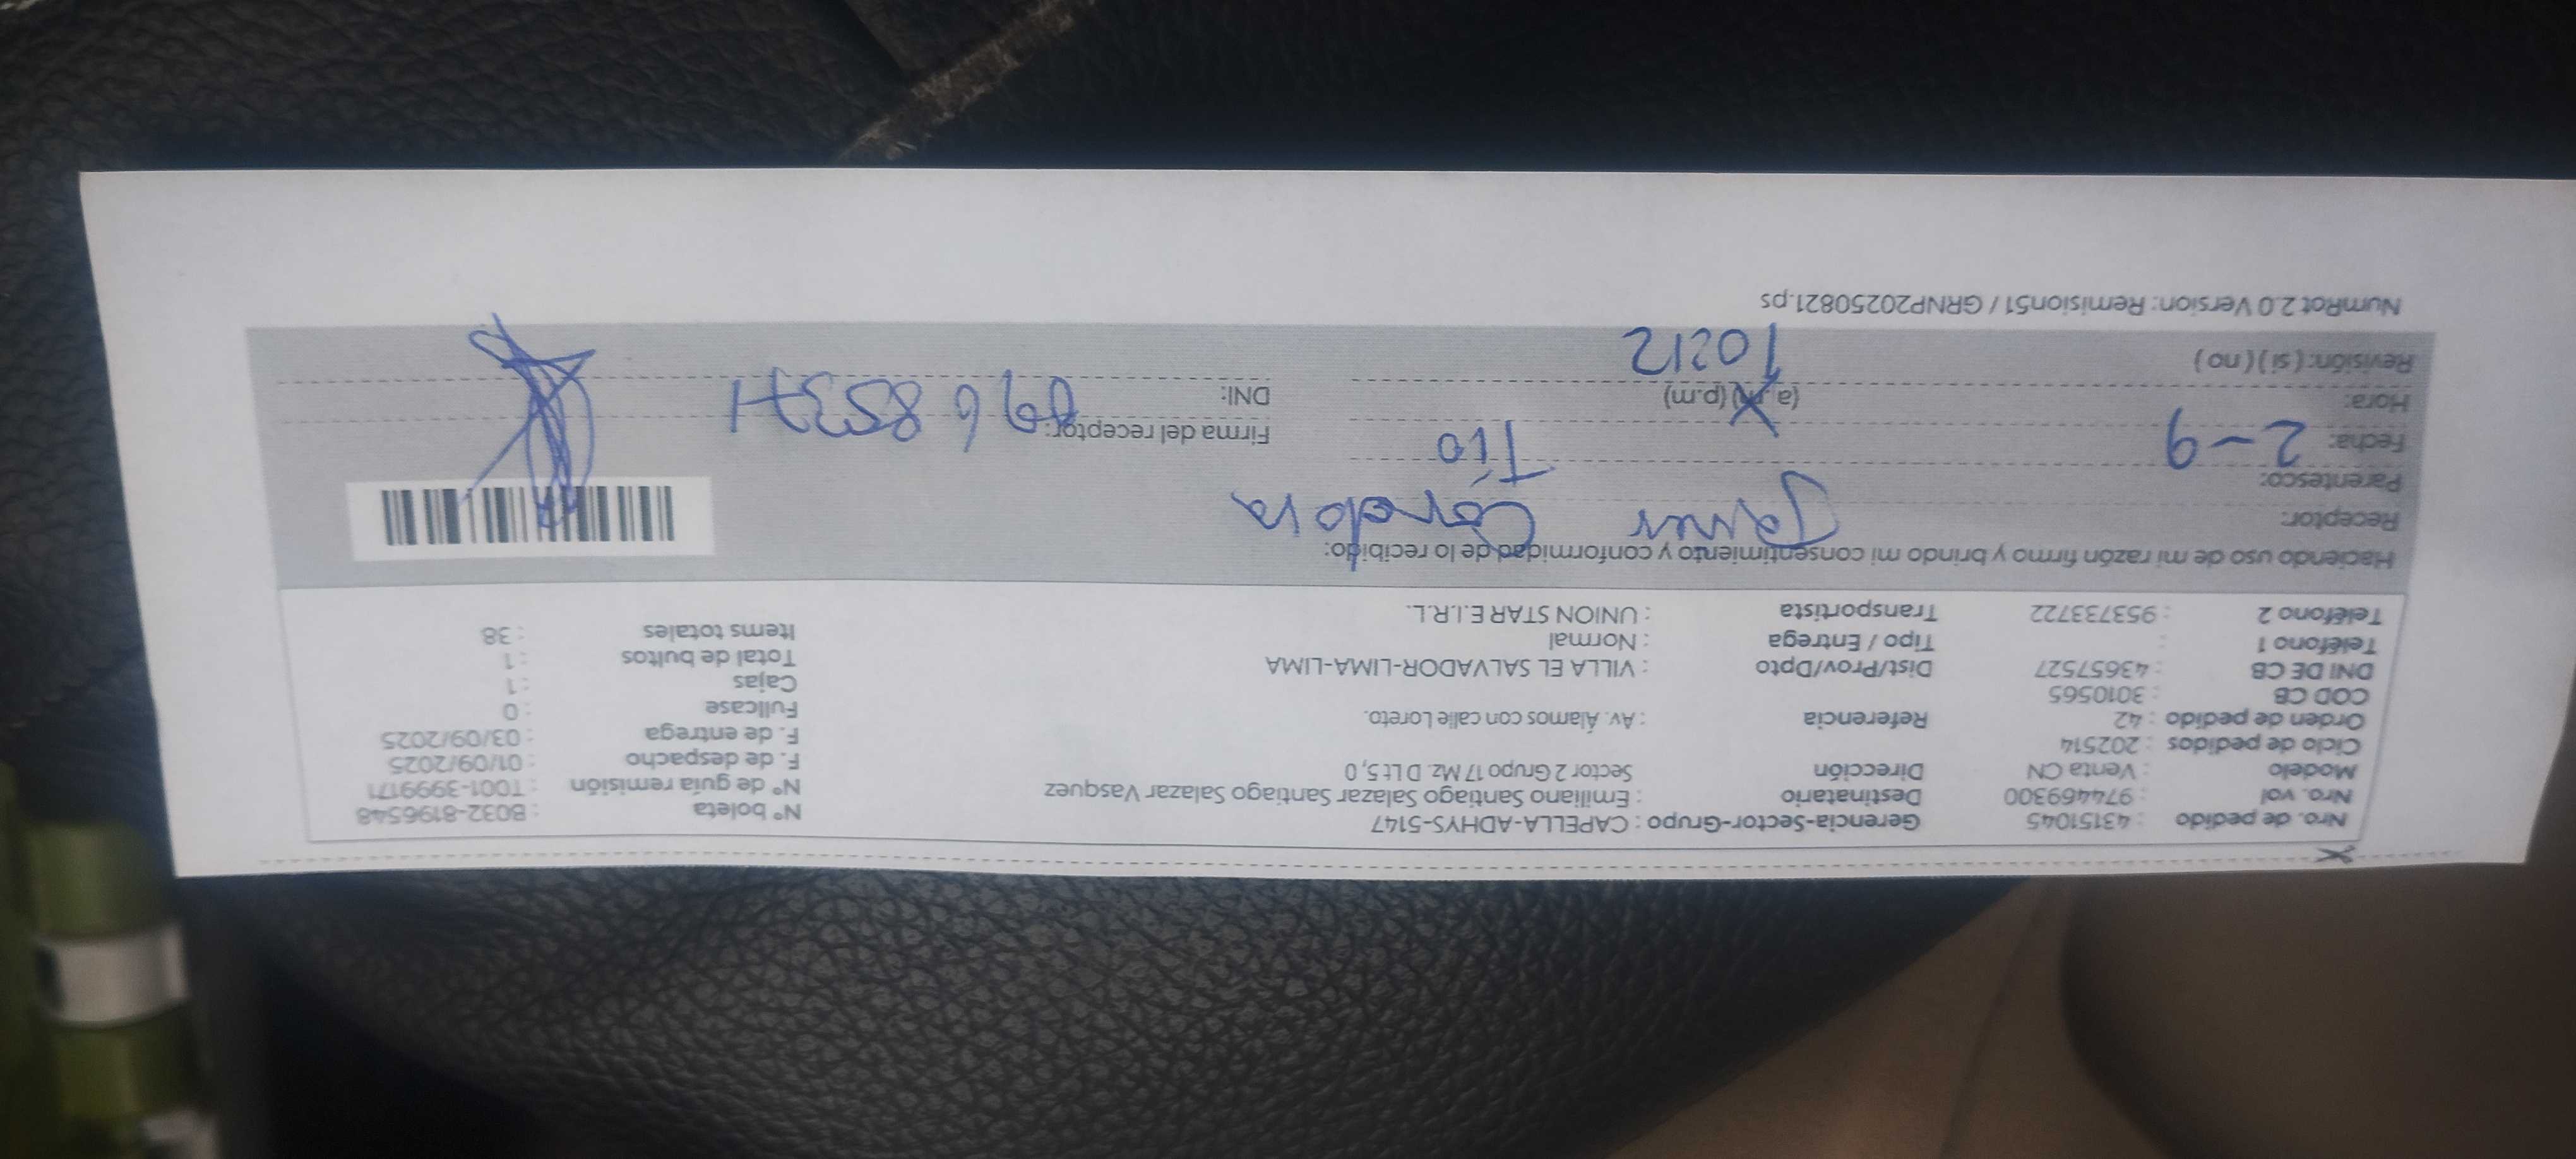 Nro. de pedido : 43151045 Gerencia-Sector-Grupo : CAPELLA-ADHYS-5147 N° boleta : B032-8196548
Nro. vol : 974469300 Destinatario : Emiliano Santiago Salazar Santiago Salazar Vasquez N° de guía remisión : T001-3999171
Modelo : Venta CN Dirección Sector 2 Grupo 17 Mz. D Lt 5, 0 F. de despacho : 01/09/2025
Ciclo de pedidos : 202514 F. de entrega : 03/09/2025
Orden de pedido : 42 Referencia : Av. Álamos con calle Loreto. Fullcase : 0
COD CB : 3010565 Cajas : 1
DNI DE CB : 43657527 Dist/Prov/Dpto : VILLA EL SALVADOR-LIMA-LIMA Total de bultos : 1
Teléfono 1 : Tipo / Entrega : Normal Items totales : 38
Teléfono 2 : 953733722 Transportista : UNION STAR E.I.R.L.
Haciendo uso de mi razón firmo y brindo mi consentimiento y conformidad de lo recibido:
Receptor: Córdova
Parentesco: Tío
Fecha: 2-9 Firma del receptor:
Hora: (a.m) (p.m) DNI:
Revisión: ( si ) ( no )
NumRot 2.0 Version: Remision51 / GRNP20250821.ps